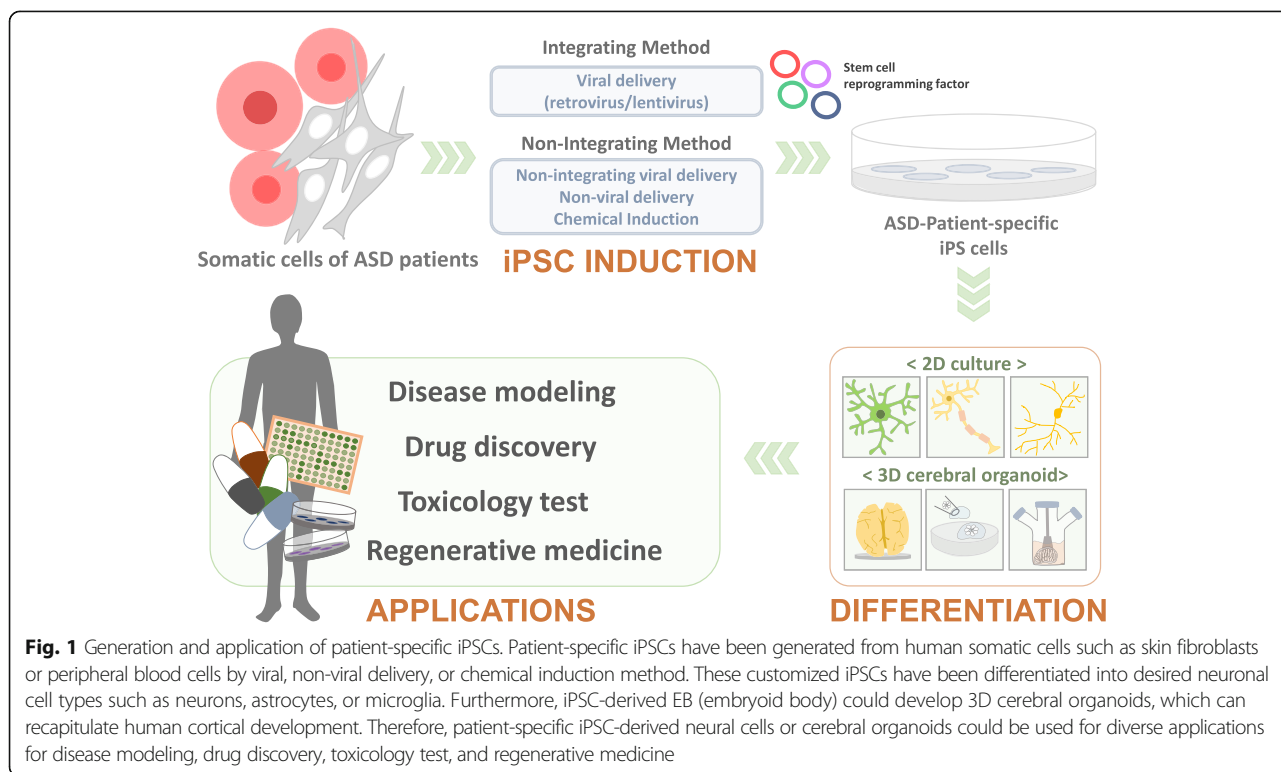 Integrating Method
Viral delivery
(retrovirus/lentivirus)
Stem cell
reprogramming factor
Non-Integrating Method
Non-integrating viral delivery
Non-viral delivery
Chemical Induction
Somatic cells of ASD patients
iPSC INDUCTION
ASD-Patient-specific
iPS cells
Disease modeling
Drug discovery
Toxicology test
Regenerative medicine
APPLICATIONS
< 2D culture >
< 3D cerebral organoid>
DIFFERENTIATION
Fig. 1 Generation and application of patient-specific iPSCs. Patient-specific iPSCs have been generated from human somatic cells such as skin fibroblasts
or peripheral blood cells by viral, non-viral delivery, or chemical induction method. These customized iPSCs have been differentiated into desired neuronal
cell types such as neurons, astrocytes, or microglia. Furthermore, iPSC-derived EB (embryoid body) could develop 3D cerebral organoids, which can
recapitulate human cortical development. Therefore, patient-specific iPSC-derived neural cells or cerebral organoids could be used for diverse applications
for disease modeling, drug discovery, toxicology test, and regenerative medicine